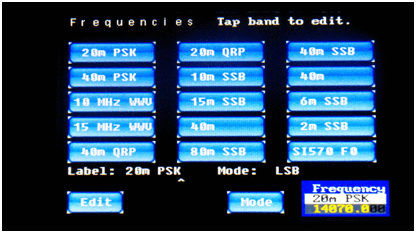 Frequencies Tap band to edit.
20m PSK 20m QRP 40m SSB
40m PSK 10m SSB 40m
10 MHz WWV 15m SSB 6m SSB
15 MHz WWV 40m 2m SSB
40m QRP 80m SSB SI570 F0
Label: 20m PSK Mode: LSB
^
Edit Mode
Frequency
20m PSK
14070.000